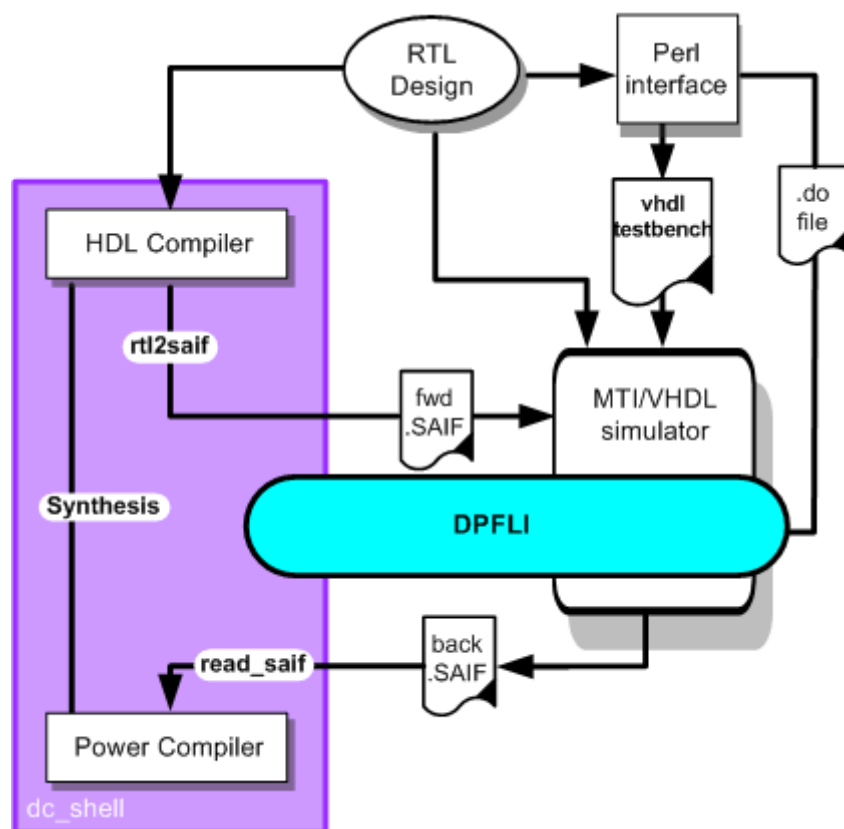 RTL
Design
Perl
interface
vhdl
testbench
.do
file
HDL Compiler
rtl2saif
fwd
.SAIF
MTI/VHDL
simulator
Synthesis
DPFLI
back
.SAIF
read_saif
Power Compiler
dc_shell